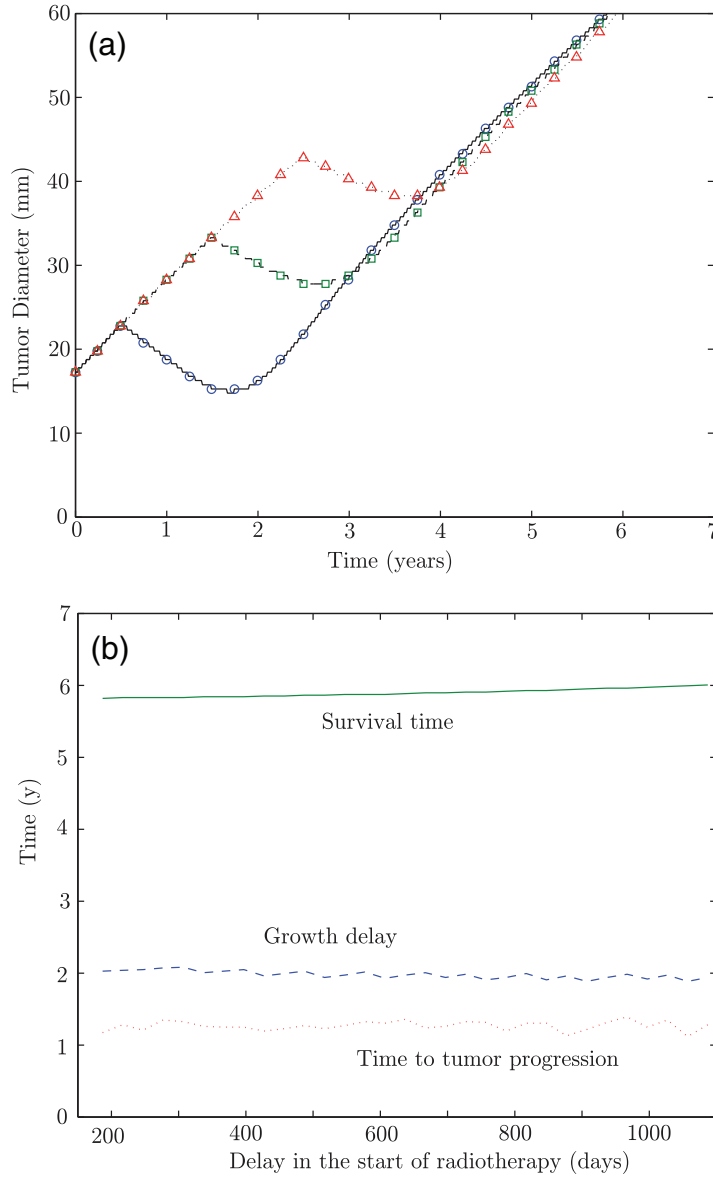 (a)
60
50
40
30
20
10
0
Tumor Diameter (mm)
0 1 2 3 4 5 6 7
Time (years)
(b)
7
6
5
4
3
2
1
0
Time (y)
Survival time
Growth delay
Time to tumor progression
200 400 600 800 1000
Delay in the start of radiotherapy (days)